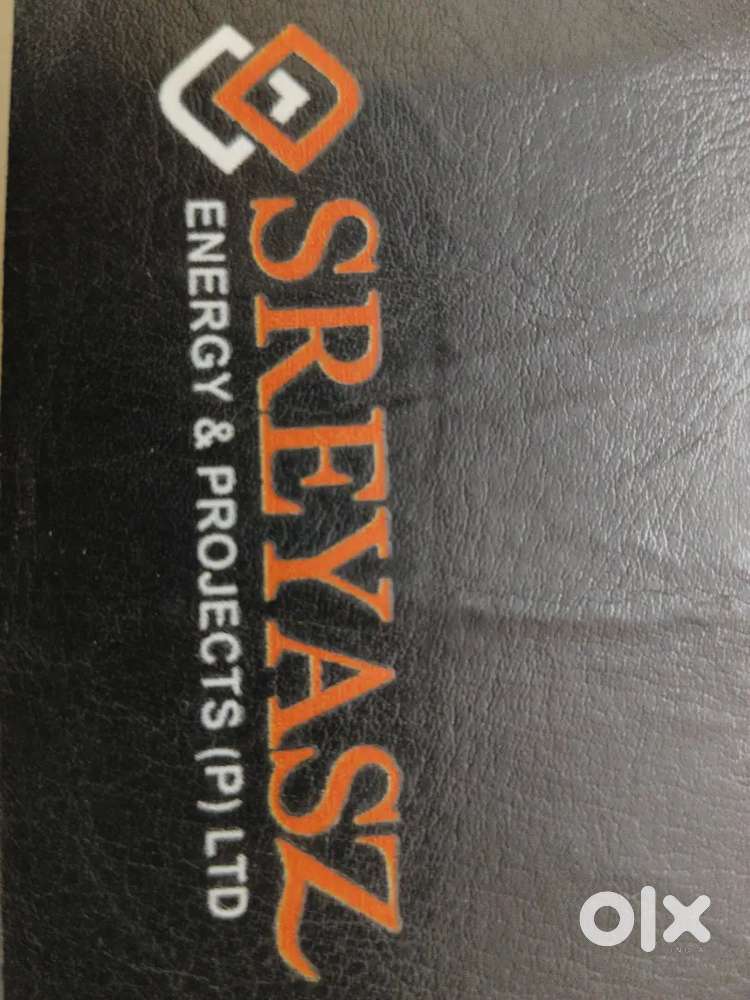 SREYASZ
ENERGY & PROJECTS (P) LTD
olx